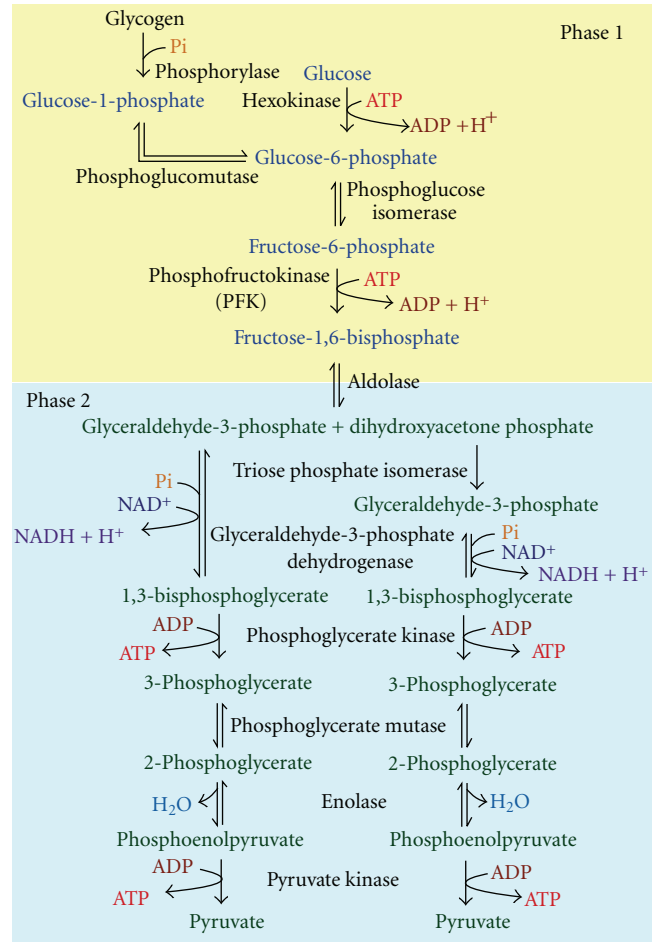 Glycogen
Phase 1
Pi
Phosphorylase
Glucose
Glucose-1-phosphate
Hexokinase
ATP
ADP + H+
Glucose-6-phosphate
Phosphoglucomutase
Phosphoglucose
isomerase
Fructose-6-phosphate
Phosphofructokinase
(PFK)
ATP
ADP + H+
Fructose-1,6-bisphosphate
Aldolase
Phase 2
Glyceraldehyde-3-phosphate + dihydroxyacetone phosphate
Triose phosphate isomerase
Pi
NAD+
NADH + H+
Glyceraldehyde-3-phosphate
Glyceraldehyde-3-phosphate
dehydrogenase
Pi
NAD+
NADH + H+
1,3-bisphosphoglycerate
1,3-bisphosphoglycerate
ADP
ATP
Phosphoglycerate kinase
ADP
ATP
3-Phosphoglycerate
3-Phosphoglycerate
Phosphoglycerate mutase
2-Phosphoglycerate
2-Phosphoglycerate
H2O
Enolase
H2O
Phosphoenolpyruvate
Phosphoenolpyruvate
ADP
ATP
Pyruvate kinase
ADP
ATP
Pyruvate
Pyruvate